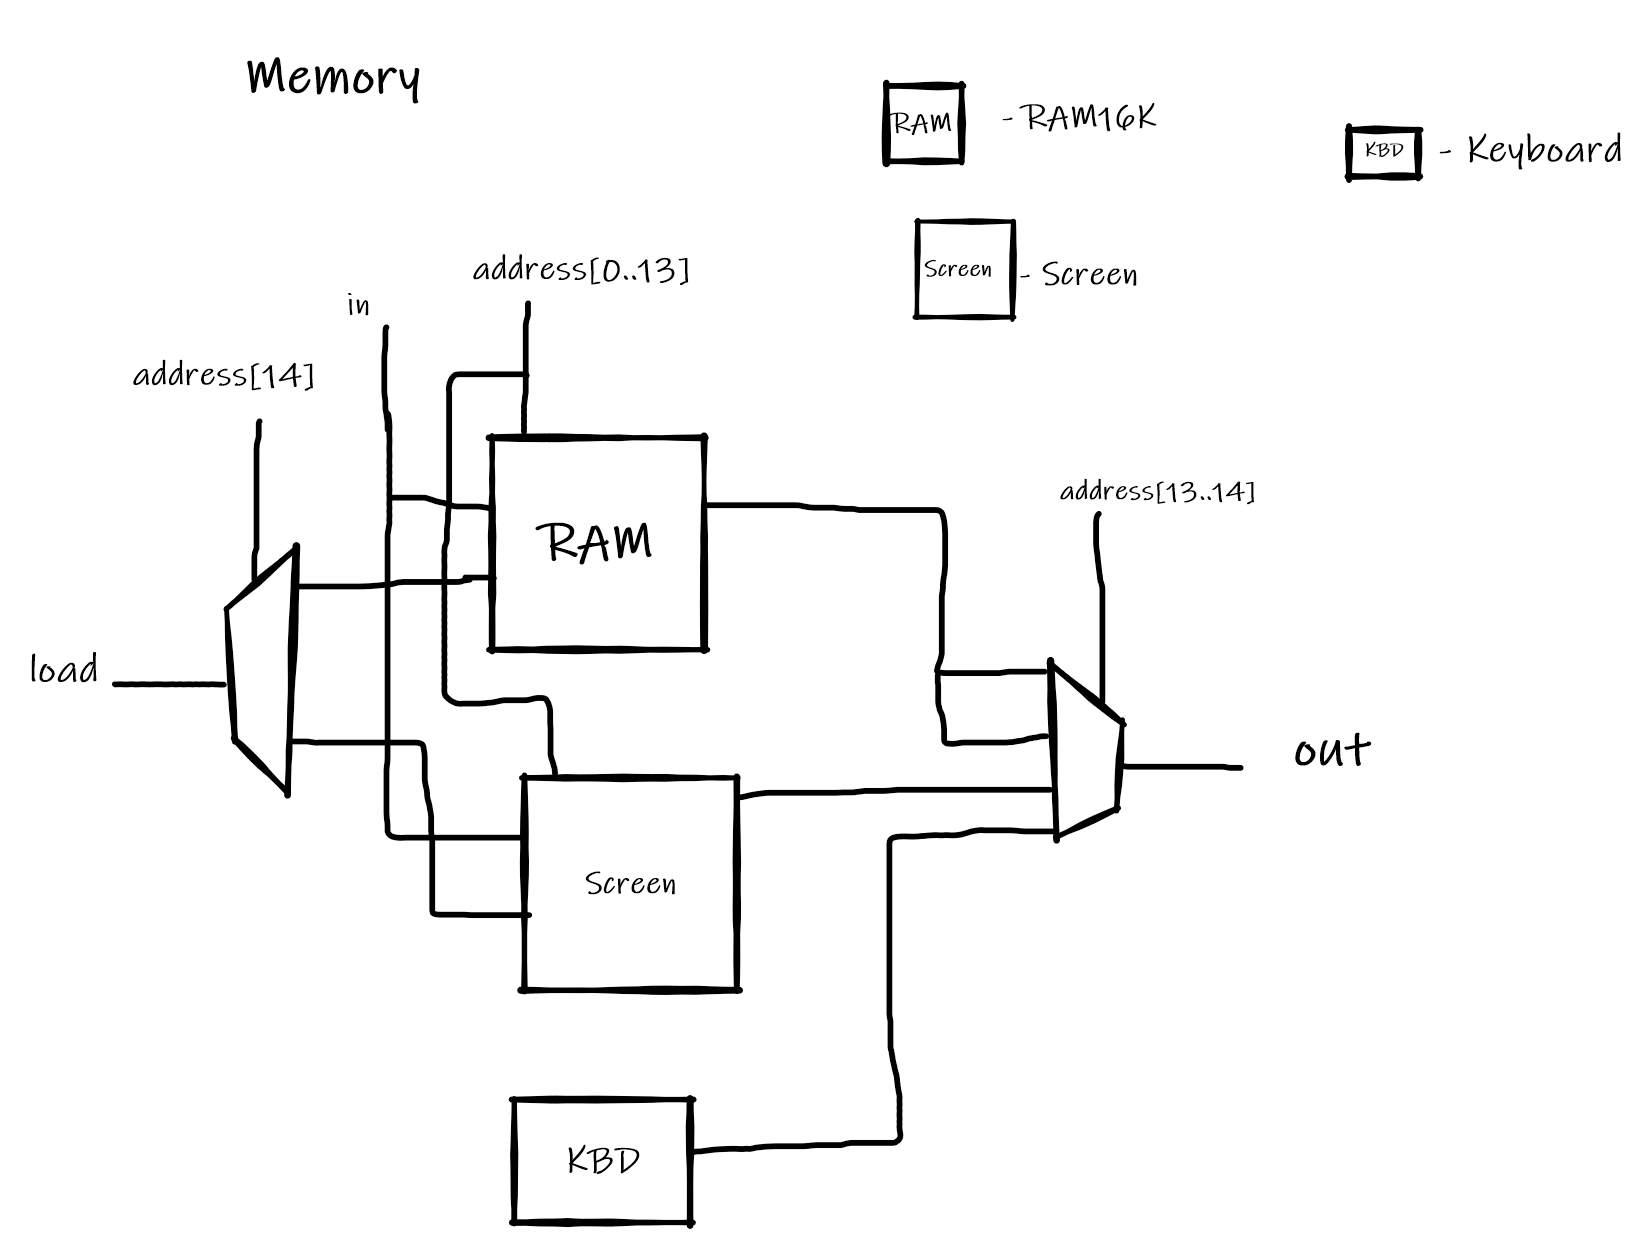 Memory
RAM
- RAM16K
KBD
- Keyboard
Screen
- Screen
address[0..13]
in
address[14]
address[13..14]
RAM
load
out
Screen
KBD